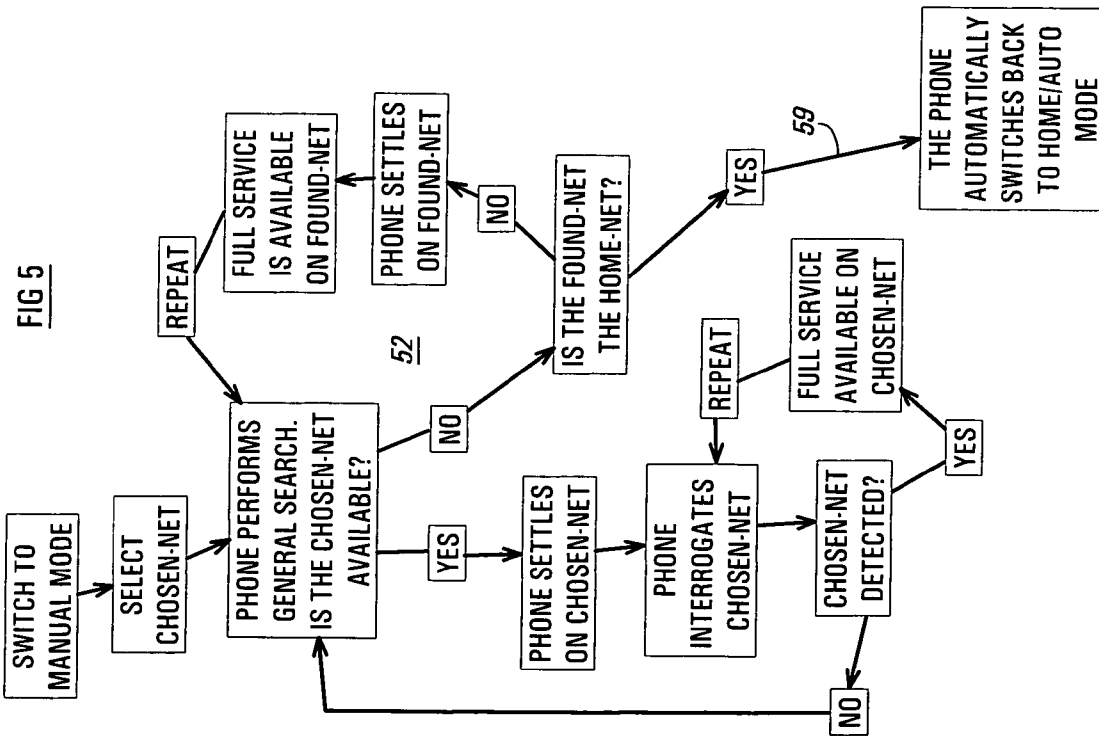 FIG 5
SWITCH TO
MANUAL MODE
SELECT
CHOSEN-NET
PHONE PERFORMS
GENERAL SEARCH.
IS THE CHOSEN-NET
AVAILABLE?
REPEAT
FULL SERVICE
IS AVAILABLE
ON FOUND-NET
PHONE SETTLES
ON FOUND-NET
NO
52
NO
IS THE FOUND-NET
THE HOME-NET?
YES
59
THE PHONE
AUTOMATICALLY
SWITCHES BACK
TO HOME/AUTO
MODE
YES
PHONE SETTLES
ON CHOSEN-NET
PHONE
INTERROGATES
CHOSEN-NET
REPEAT
FULL SERVICE
AVAILABLE ON
CHOSEN-NET
CHOSEN-NET
DETECTED?
YES
NO